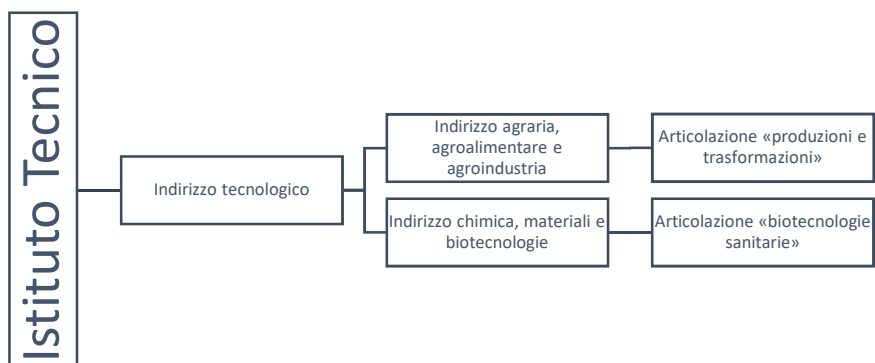 Istituto Tecnico
Indirizzo tecnologico
Indirizzo agraria,
agroalimentare e
agroindustria
Articolazione «produzioni e
trasformazioni»
Indirizzo chimica, materiali e
biotecnologie
Articolazione «biotecnologie
sanitarie»